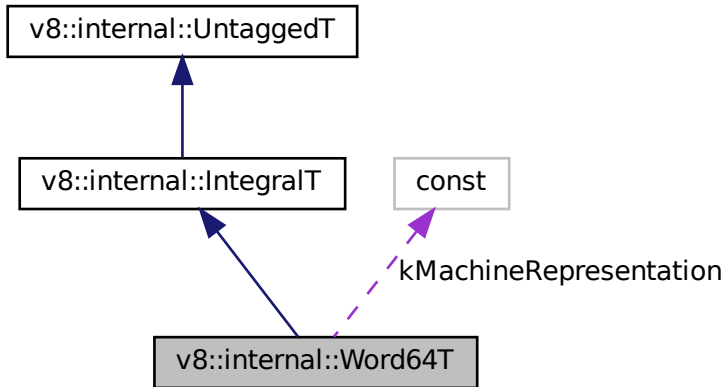 v8::internal::UntaggedT
v8::internal::IntegralT
const
kMachineRepresentation
v8::internal::Word64T